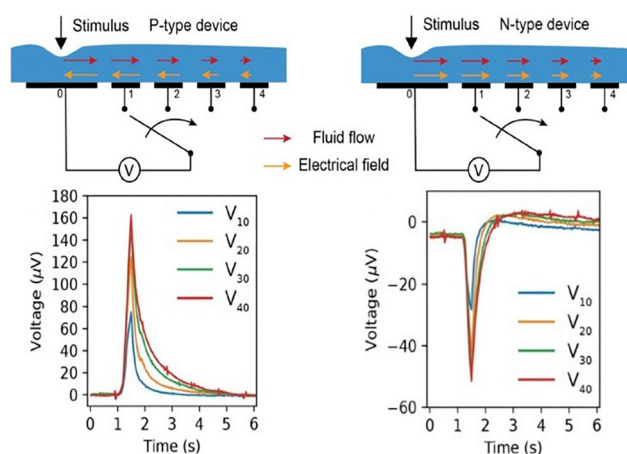 Stimulus P-type device
0 1 2 3 4
V
Stimulus N-type device
0 1 2 3 4
V
Fluid flow
Electrical field
Voltage (μV)
180
160
140
120
100
80
60
40
20
0
V10
V20
V30
V40
0 1 2 3 4 5 6
Time (s)
Voltage (μV)
0
−20
−40
−60
V10
V20
V30
V40
0 1 2 3 4 5 6
Time (s)